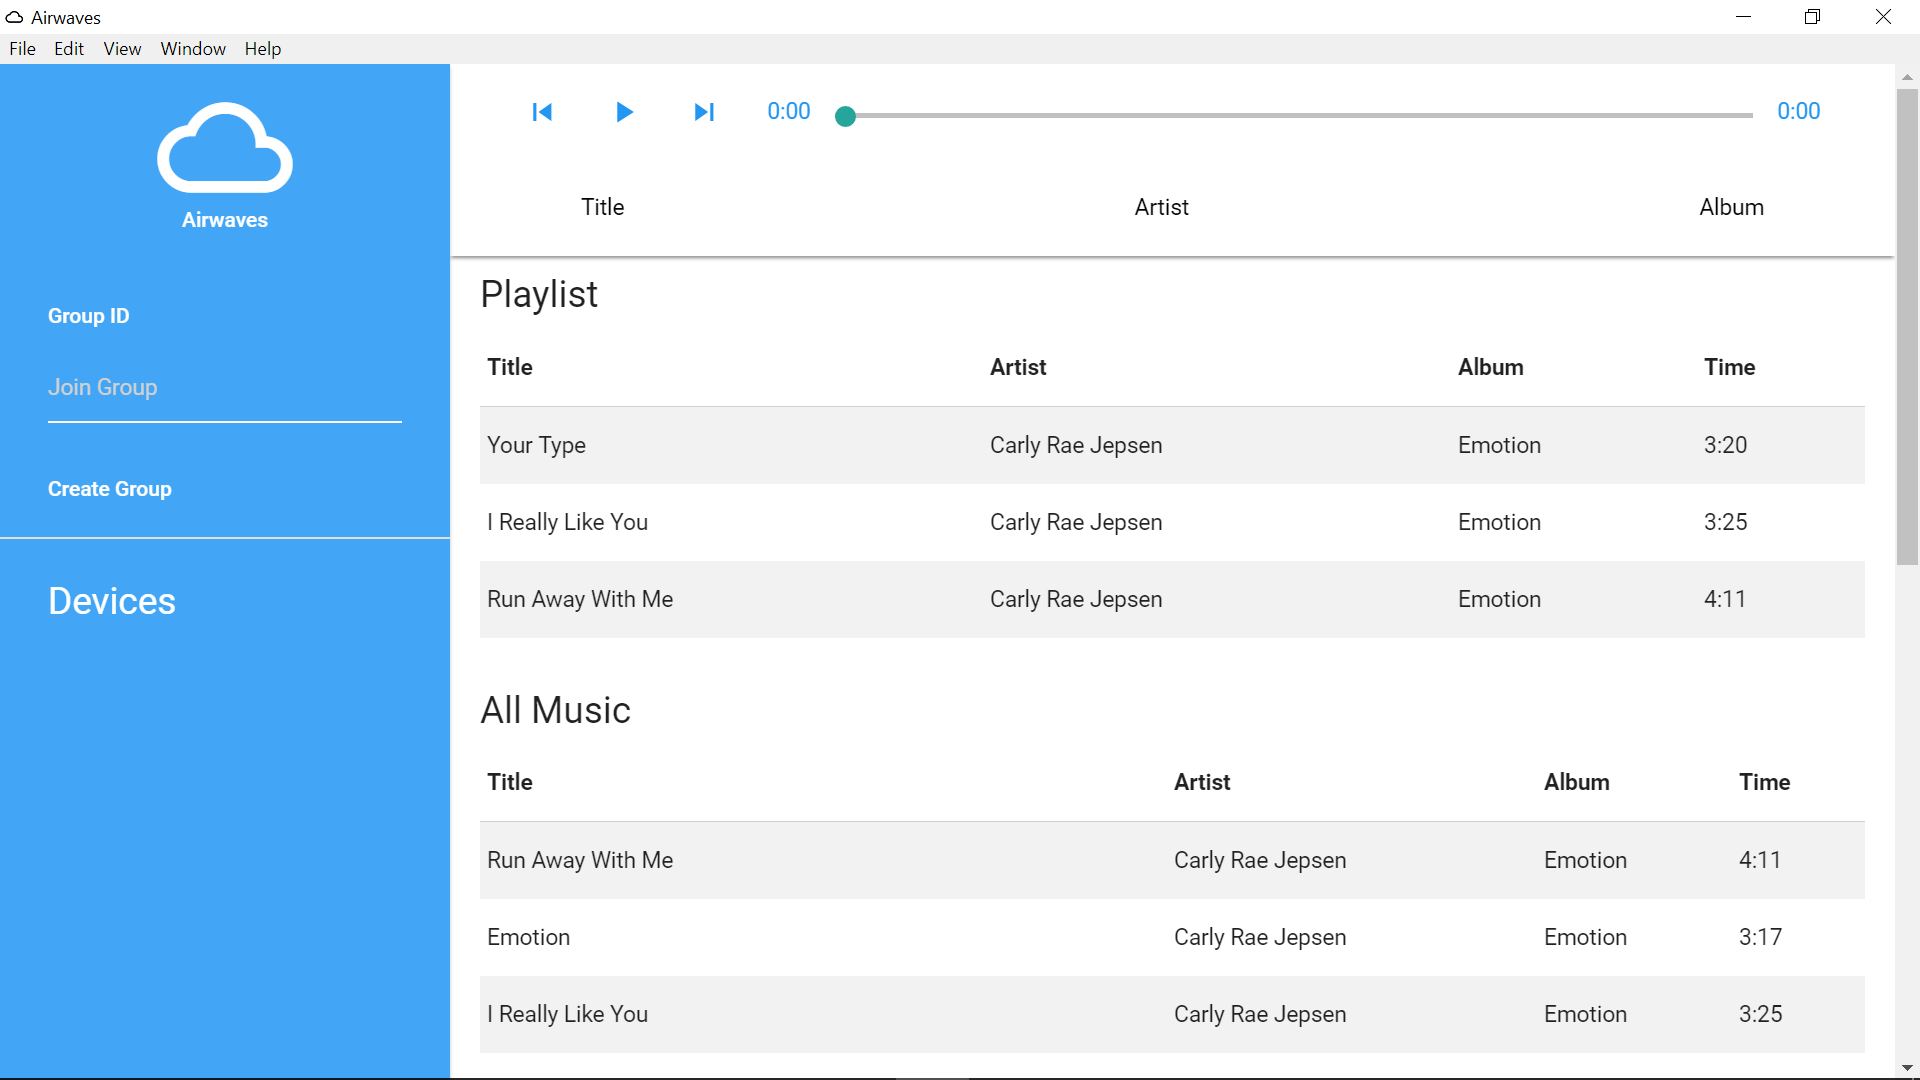 Airwaves
File Edit View Window Help
Airwaves
Group ID
Join Group
Create Group
Devices
0:00 0:00
Title Artist Album
Playlist
Title Artist Album Time
Your Type Carly Rae Jepsen Emotion 3:20
I Really Like You Carly Rae Jepsen Emotion 3:25
Run Away With Me Carly Rae Jepsen Emotion 4:11
All Music
Title Artist Album Time
Run Away With Me Carly Rae Jepsen Emotion 4:11
Emotion Carly Rae Jepsen Emotion 3:17
I Really Like You Carly Rae Jepsen Emotion 3:25